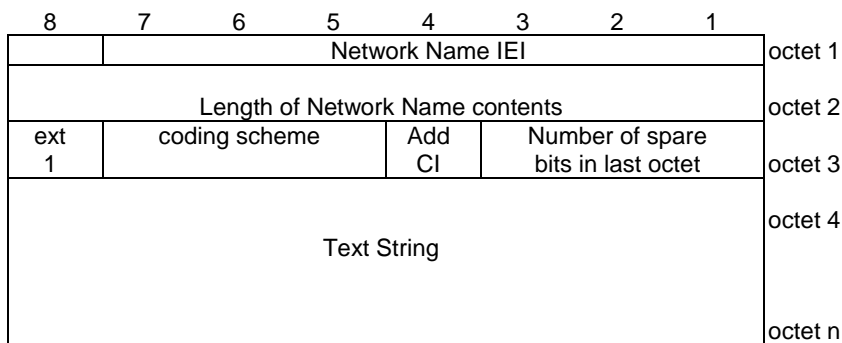 8 7 6 5 4 3 2 1
Network Name IEI octet 1
Length of Network Name contents octet 2
ext coding scheme Add Number of spare
1 CI bits in last octet octet 3
octet 4
Text String
octet n